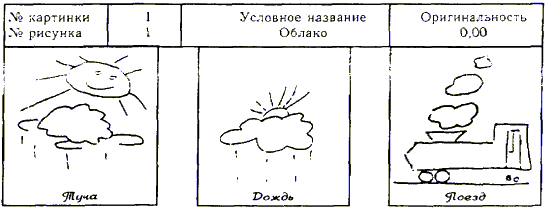 № картинки 1 Условное название Оригинальность
№ рисунка 1 Облако 0,00
Туча Дождь Поезд